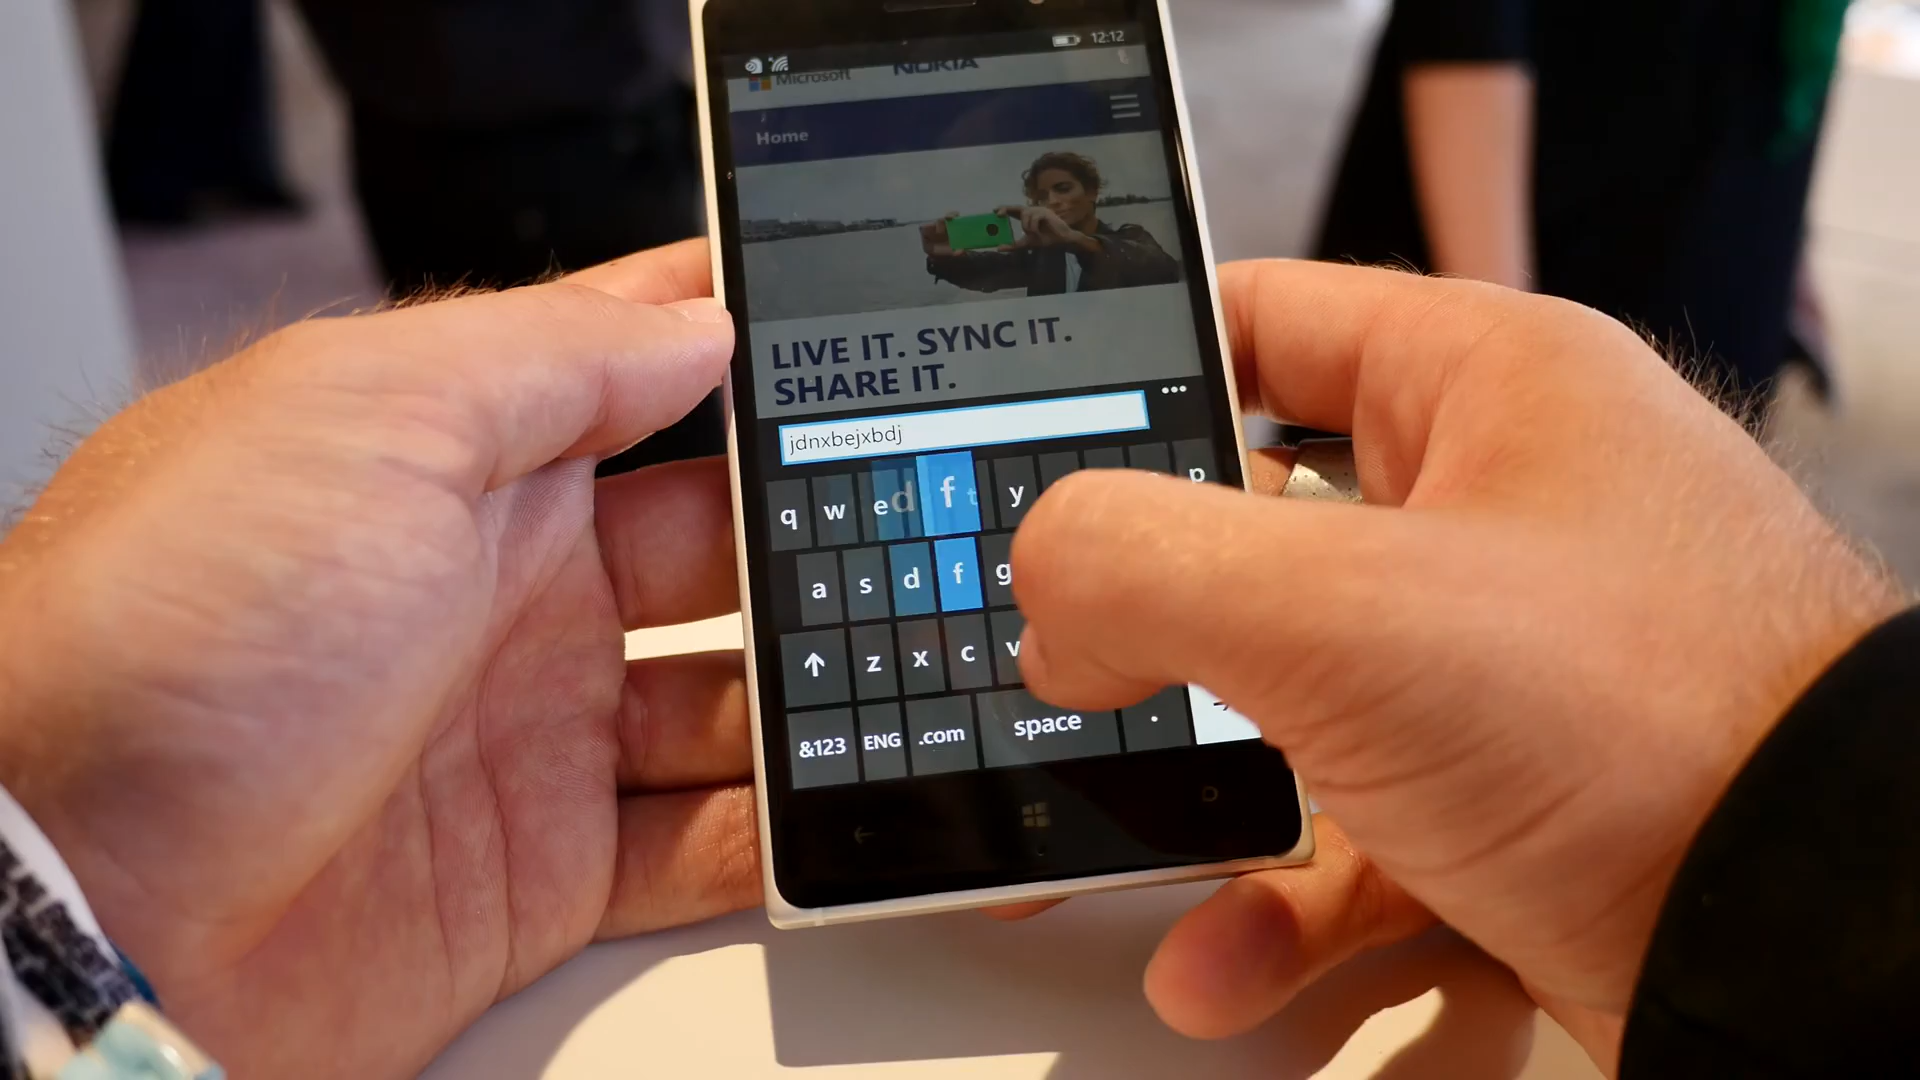 12:12
Microsoft NOKIA
Home
LIVE IT. SYNC IT.
SHARE IT.
jdnxbejxbdj
q w e d f t y p
a s d f g
z x c v
&123 ENG .com space .